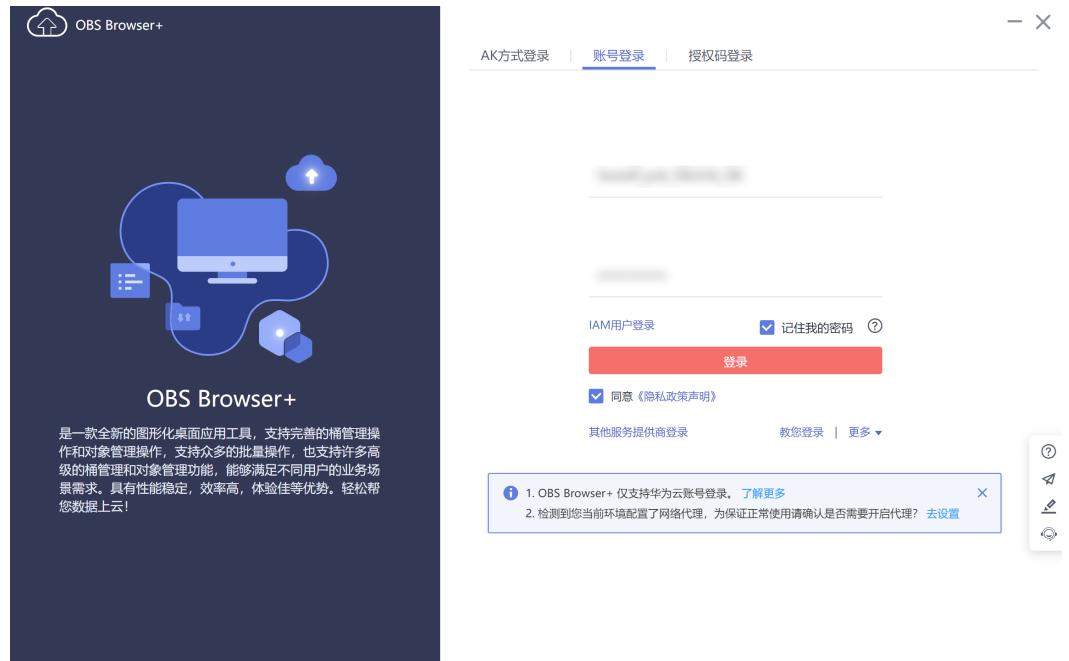 OBS Browser+
AK方式登录
账号登录
授权码登录
IAM用户登录
记住我的密码
登录
同意《隐私政策声明》
其他服务提供商登录
教您登录 | 更多
OBS Browser+
是一款全新的图形化桌面应用工具，支持完善的桶管理操
作和对象管理操作，支持众多的批量操作，也支持许多高
级的桶管理和对象管理功能，能够满足不同用户的业务场
景需求。具有性能稳定，效率高，体验佳等优势。轻松帮
您数据上云！
1. OBS Browser+ 仅支持华为云账号登录。 了解更多
2. 检测到您当前环境配置了网络代理，为保证正常使用请确认是否需要开启代理？ 去设置